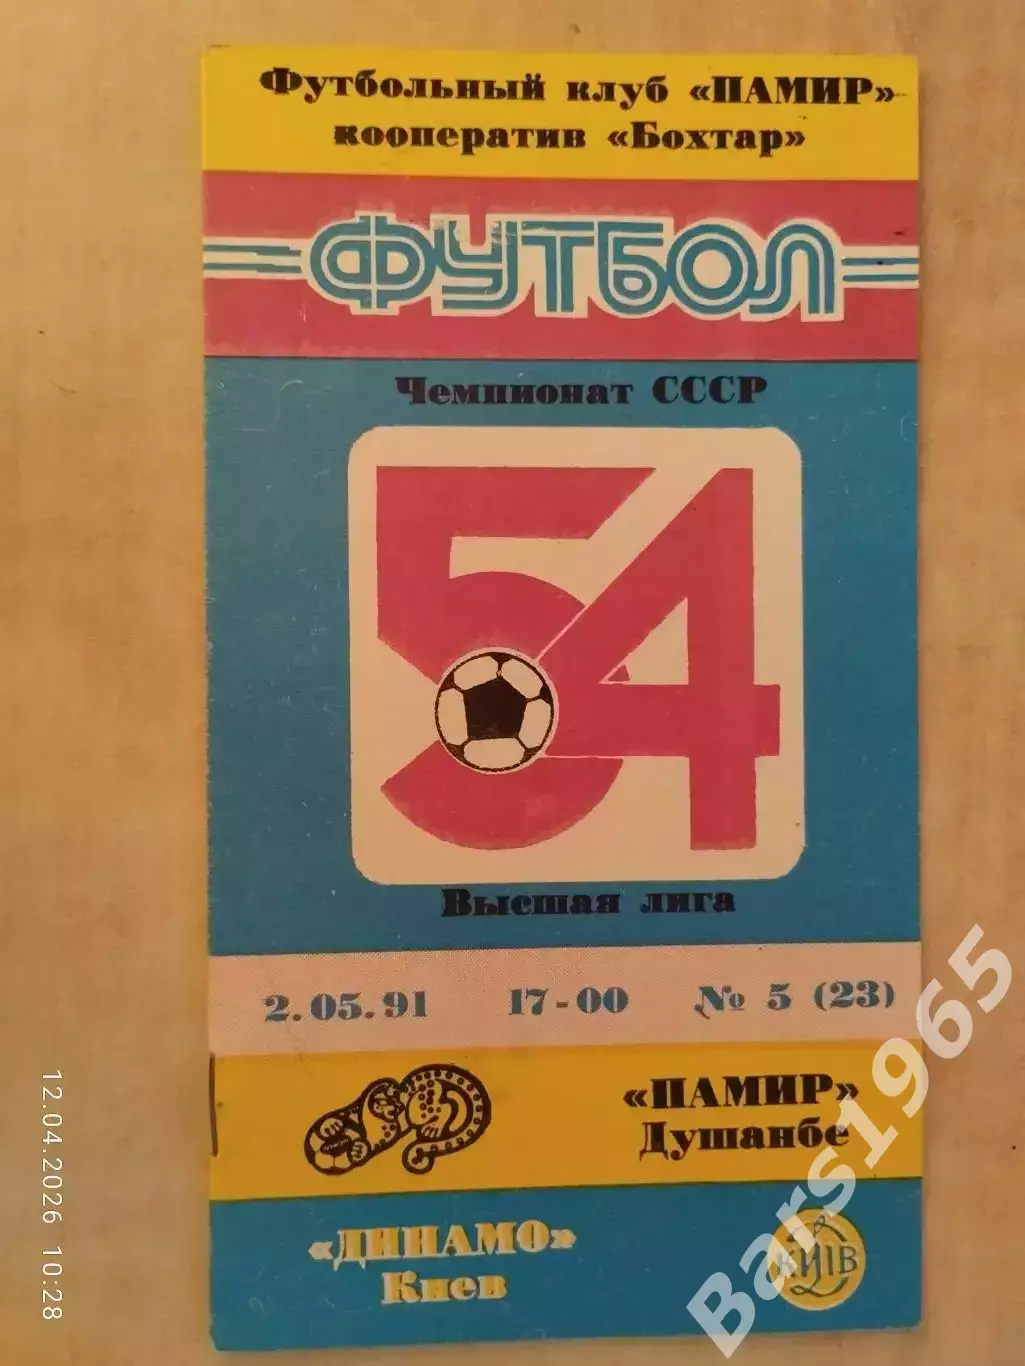 Футбольный клуб «ПАМИР»
кооператив «Бохтар»
ФУТБОЛ
Чемпионат СССР
54
Высшая лига
2.05.91 17-00 № 5 (23)
«ПАМИР»
Душанбе
«ДИНАМО»
Киев
КИЇВ
12.04.2026 10:28
Bars1965